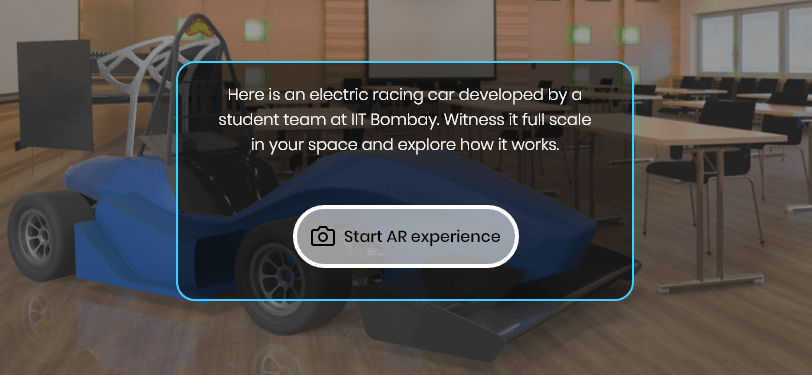 Here is an electric racing car developed by a
student team at IIT Bombay. Witness it full scale
in your space and explore how it works.
Start AR experience